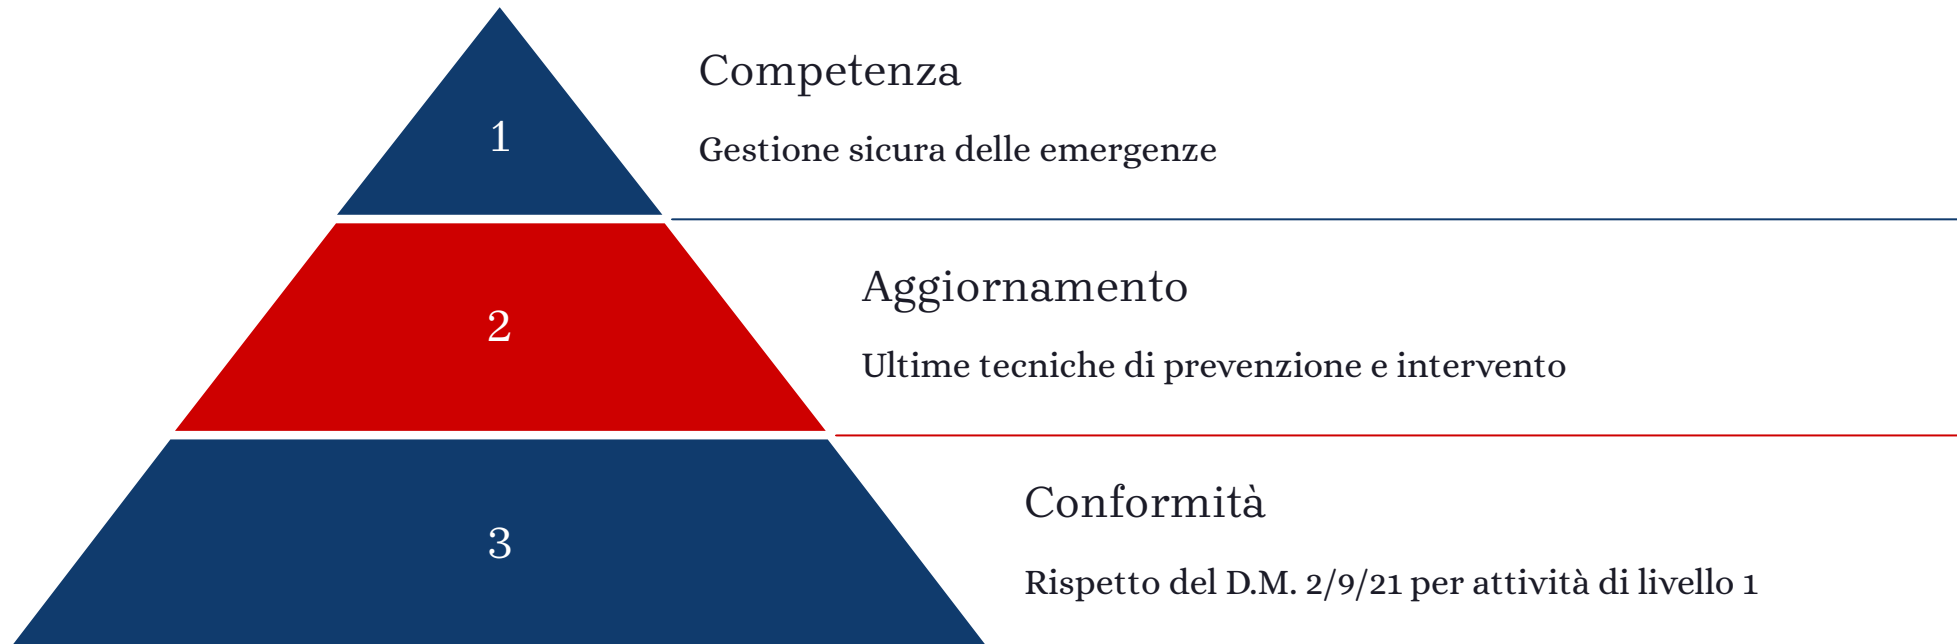 1
Competenza
Gestione sicura delle emergenze
2
Aggiornamento
Ultime tecniche di prevenzione e intervento
3
Conformità
Rispetto del D.M. 2/9/21 per attività di livello 1